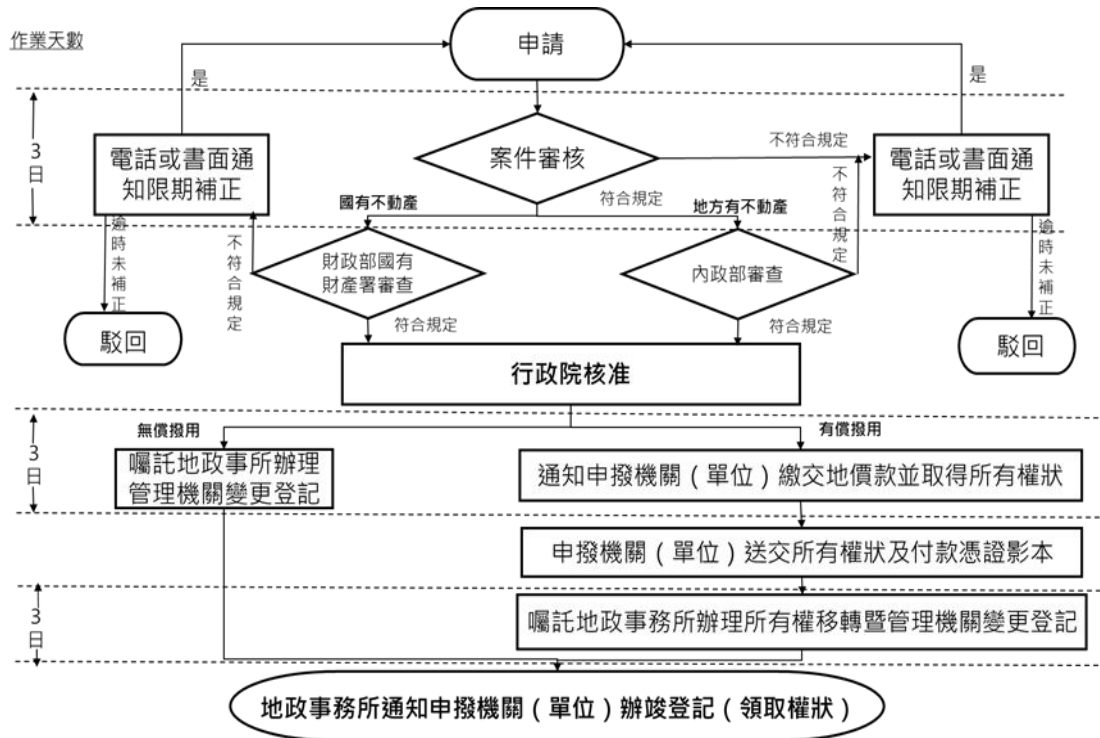 作業天數
申請
是
是
3日
電話或書面通
知限期補正
案件審核
不符合規定
電話或書面通
知限期補正
符合規定
不符合規定
國有不動產
地方有不動產
逾時未補正
不符合規定
財政部國有
財產署審查
內政部審查
逾時未補正
駁回
符合規定
符合規定
駁回
行政院核准
3日
無償撥用
有償撥用
囑託地政事所辦理
管理機關變更登記
通知申撥機關（單位）繳交地價款並取得所有權狀
申撥機關（單位）送交所有權狀及付款憑證影本
3日
囑託地政事務所辦理所有權移轉暨管理機關變更登記
地政事務所通知申撥機關（單位）辦竣登記（領取權狀）